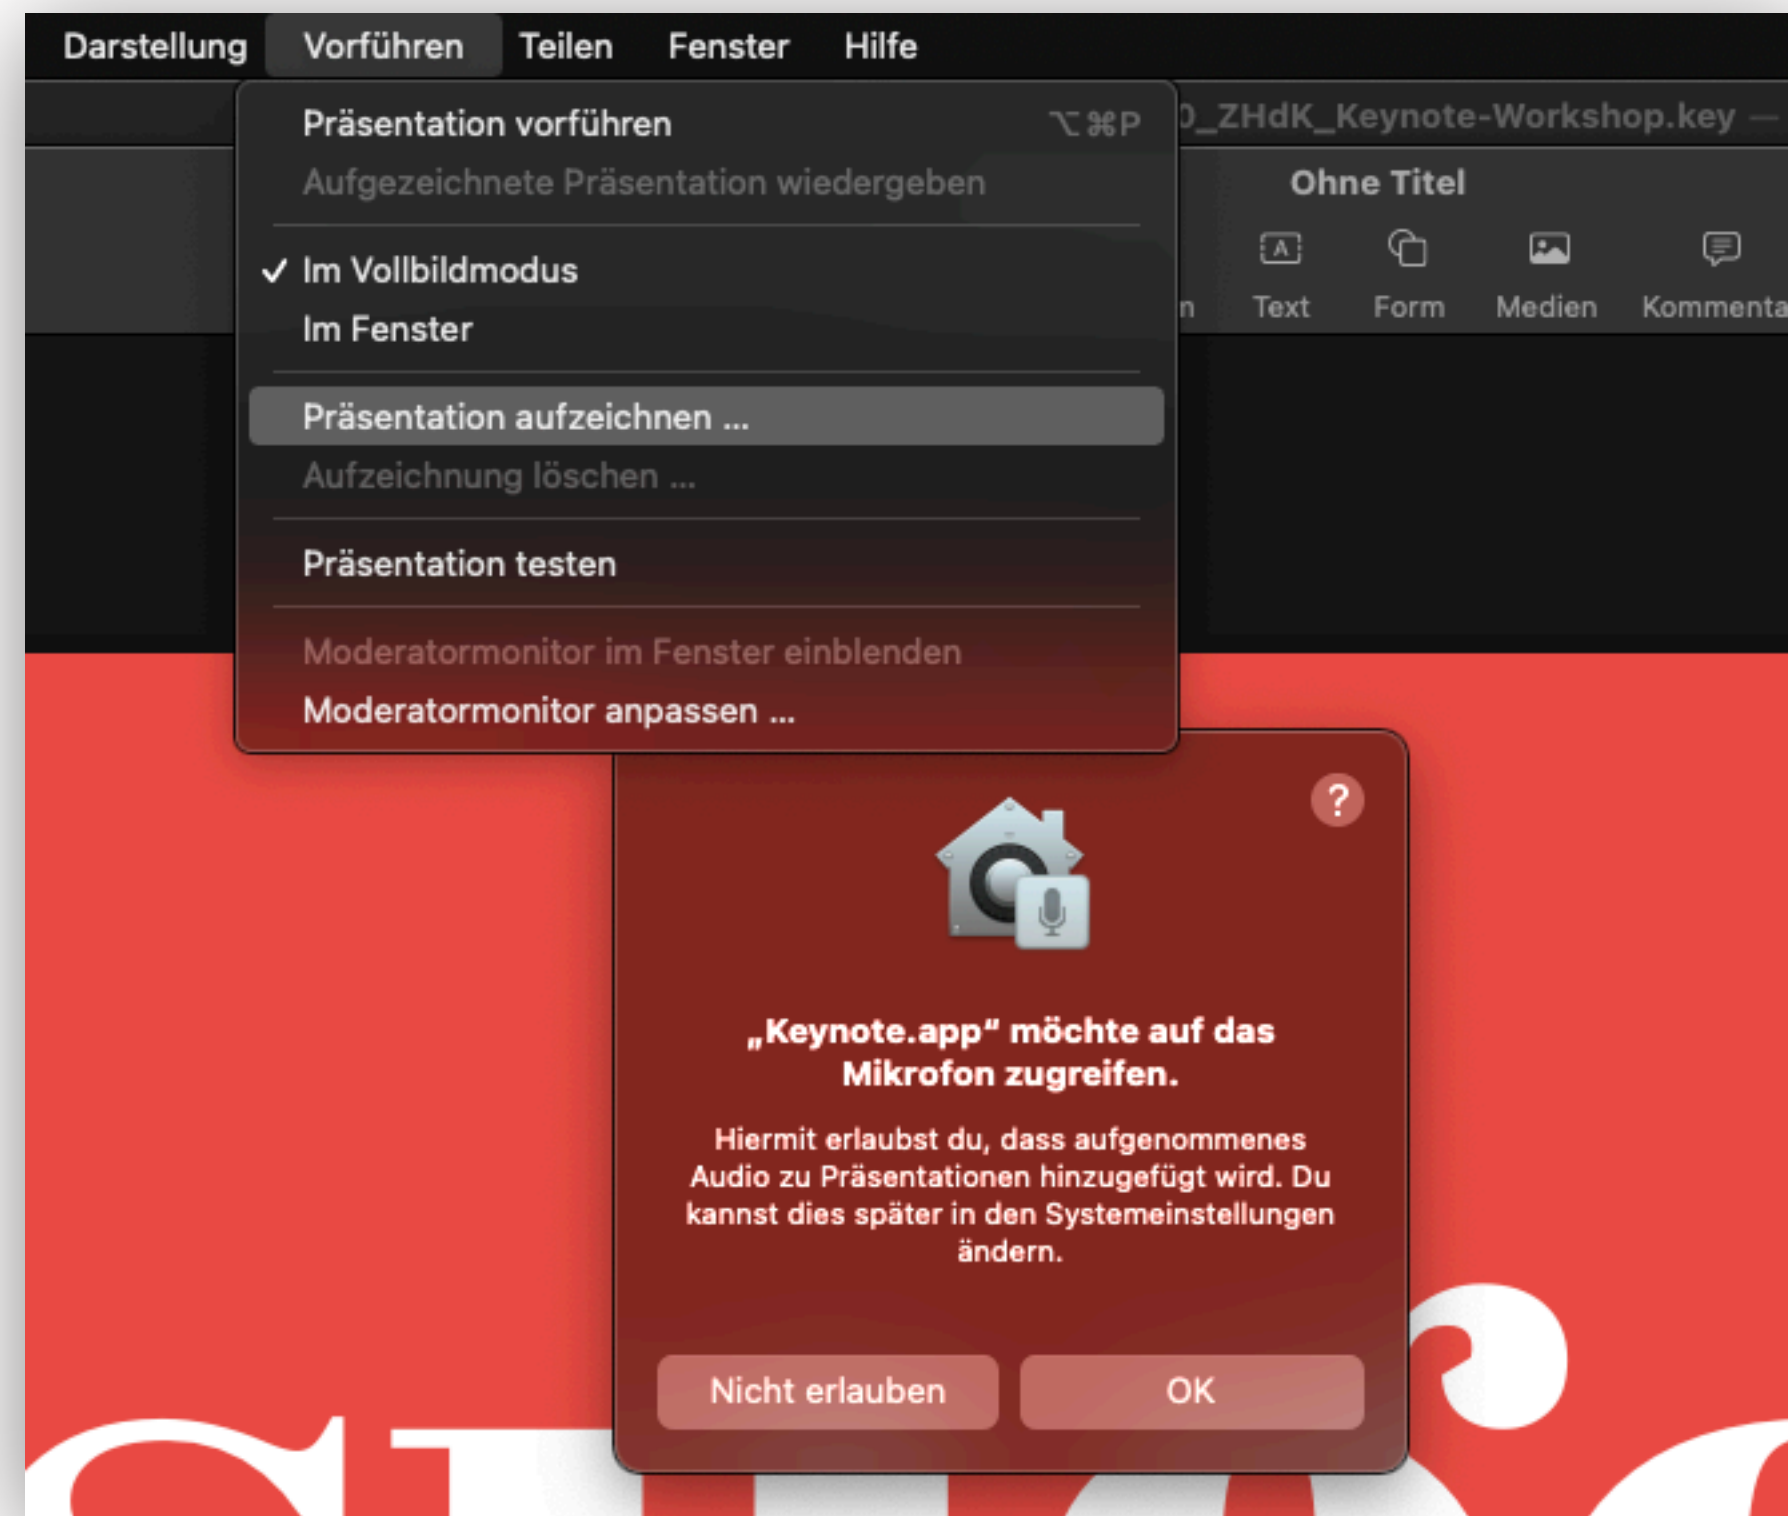 Darstellung Vorführen Teilen Fenster Hilfe
Präsentation vorführen ⌥⌘P
Aufgezeichnete Präsentation wiedergeben
✓ Im Vollbildmodus
Im Fenster
Präsentation aufzeichnen ...
Aufzeichnung löschen ...
Präsentation testen
Moderatormonitor im Fenster einblenden
Moderatormonitor anpassen ...
0_ZHdK_Keynote-Workshop.key —
Ohne Titel
A
Text Form Medien Kommenta
?
„Keynote.app“ möchte auf das
Mikrofon zugreifen.
Hiermit erlaubst du, dass aufgenommenes
Audio zu Präsentationen hinzugefügt wird. Du
kannst dies später in den Systemeinstellungen
ändern.
Nicht erlauben OK